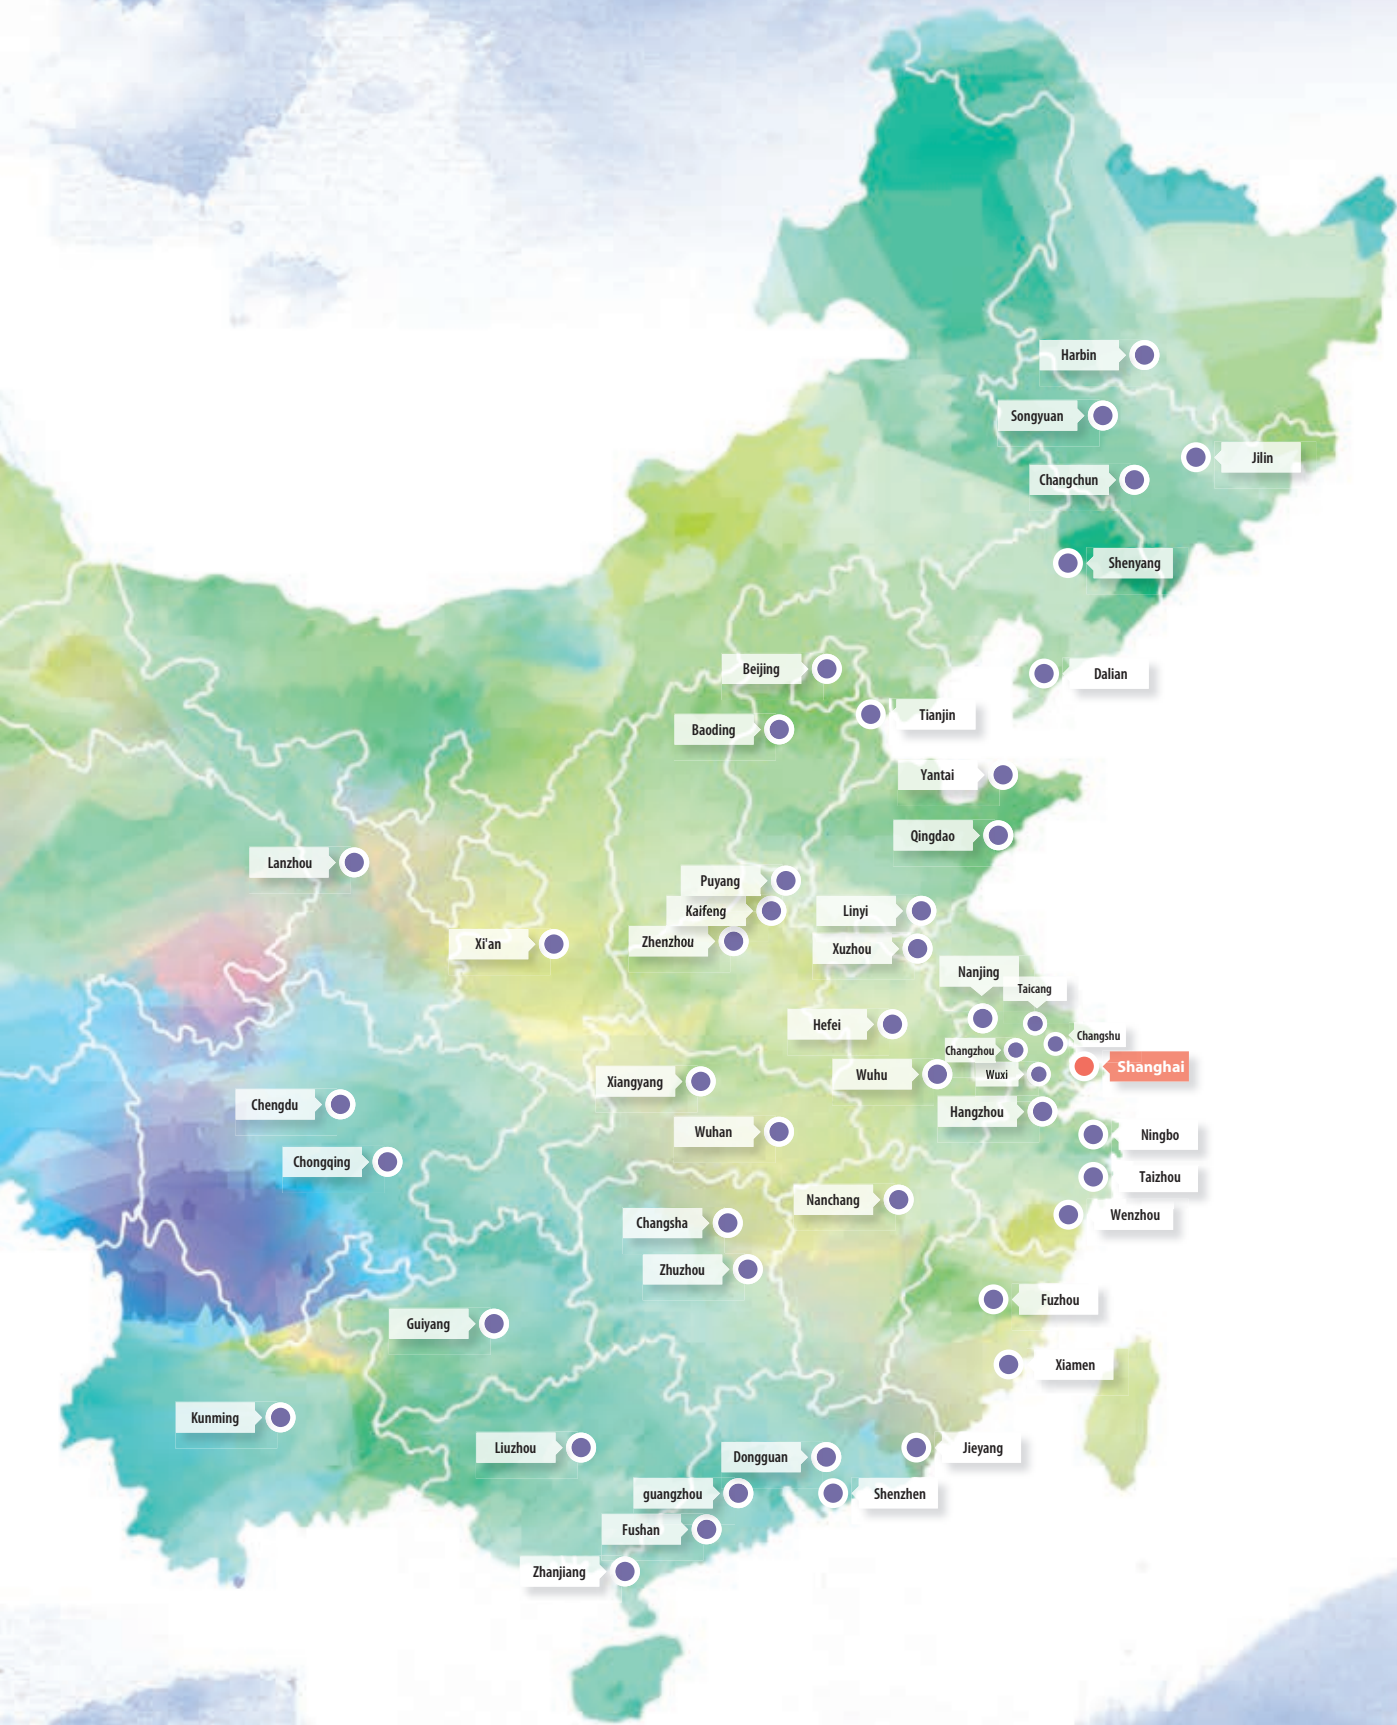 Harbin
Songyuan
Jilin
Changchun
Shenyang
Beijing
Dalian
Tianjin
Baoding
Yantai
Qingdao
Lanzhou
Puyang
Kaifeng
Linyi
Zhenzhou
Xi'an
Xuzhou
Nanjing
Taicang
Hefei
Changshu
Changzhou
Shanghai
Wuhu
Wuxi
Xiangyang
Chengdu
Hangzhou
Wuhan
Ningbo
Chongqing
Taizhou
Nanchang
Wenzhou
Changsha
Zhuzhou
Fuzhou
Guiyang
Xiamen
Kunming
Liuzhou
Jieyang
Dongguan
guangzhou
Shenzhen
Fushan
Zhanjiang